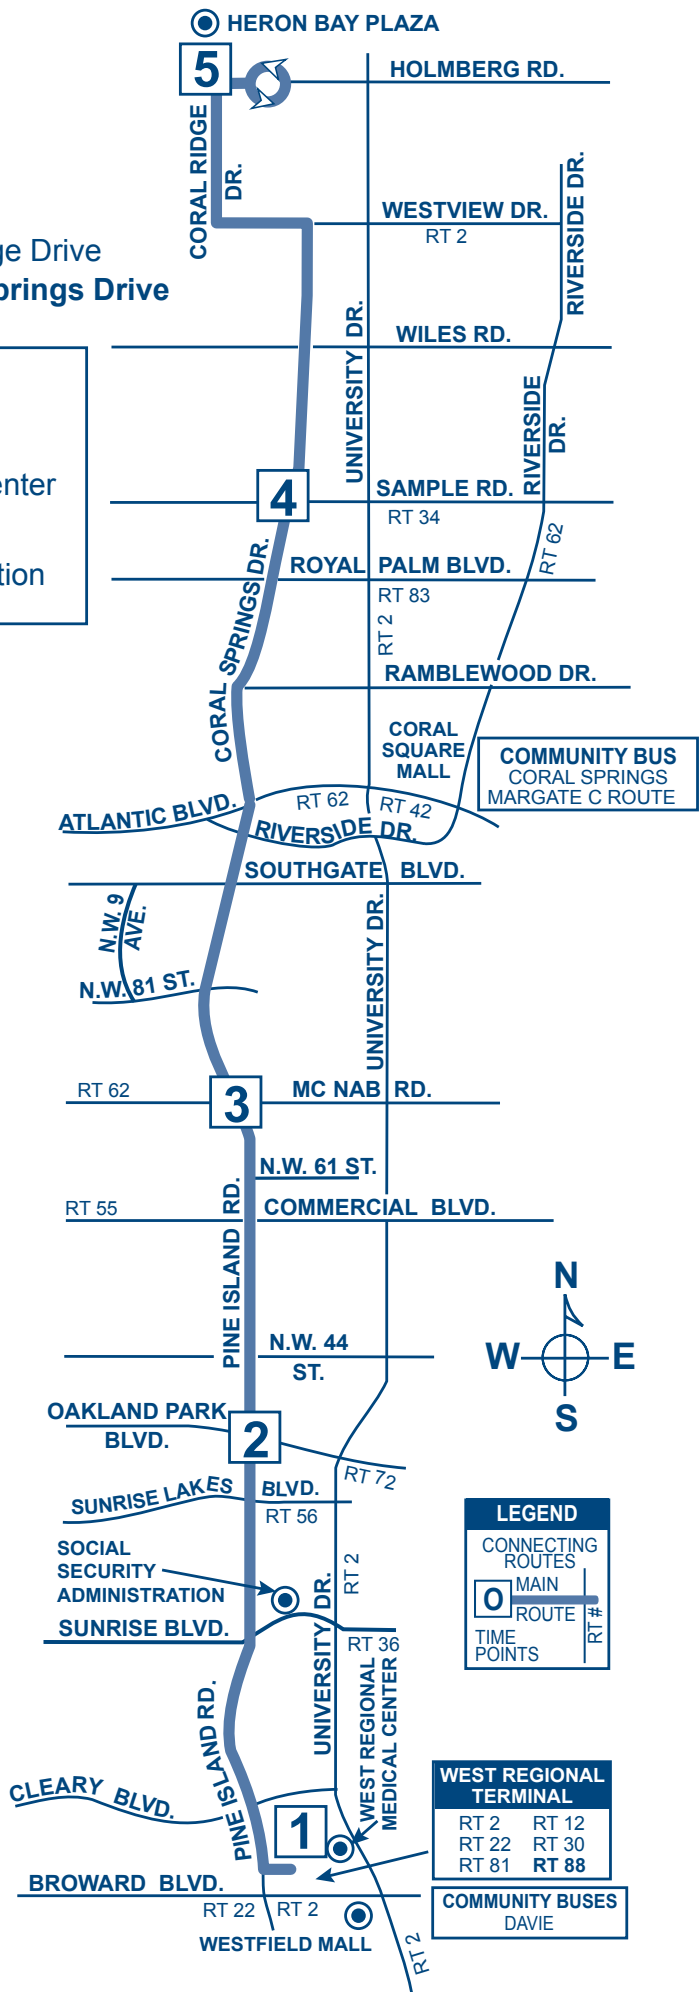 HERON BAY PLAZA
5
HOLMBERG RD.
CORAL RIDGE
DR.
WESTVIEW DR.
RT 2
RIVERSIDE DR.
ge Drive
prings Drive
UNIVERSITY DR.
WILES RD.
enter
tion
RIVERSIDE
DR.
4
SAMPLE RD.
RT 34
RT 62
ROYAL PALM BLVD.
RT 83
RT 2
CORAL SPRINGS DR.
RAMBLEWOOD DR.
CORAL
SQUARE
MALL
COMMUNITY BUS
CORAL SPRINGS
MARGATE C ROUTE
ATLANTIC BLVD.
RT 62
RT 42
RIVERSIDE DR.
SOUTHGATE BLVD.
N.W. 9
AVE.
UNIVERSITY DR.
N.W. 81 ST.
RT 62
3
MC NAB RD.
N.W. 61 ST.
RT 55
COMMERCIAL BLVD.
PINE ISLAND RD.
N
W
E
S
N.W. 44
ST.
OAKLAND PARK
BLVD.
2
RT 72
SUNRISE LAKES BLVD.
RT 56
SOCIAL
SECURITY
ADMINISTRATION
RT 2
UNIVERSITY DR.
SUNRISE BLVD.
RT 36
LEGEND
CONNECTING
ROUTES
O
MAIN
ROUTE
RT #
TIME
POINTS
PINE ISLAND RD.
WEST REGIONAL
MEDICAL CENTER
CLEARY BLVD.
1
WEST REGIONAL
TERMINAL
RT 2 RT 12
RT 22 RT 30
RT 81 RT 88
BROWARD BLVD.
COMMUNITY BUSES
DAVIE
RT 22
RT 2
WESTFIELD MALL
RT 2